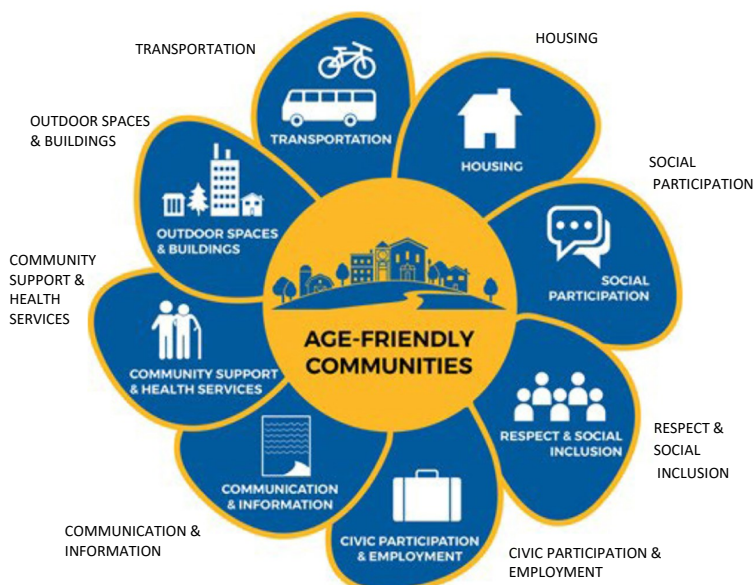 TRANSPORTATION
HOUSING
TRANSPORTATION
HOUSING
OUTDOOR SPACES
& BUILDINGS
OUTDOOR SPACES
& BUILDINGS
SOCIAL
PARTICIPATION
SOCIAL
PARTICIPATION
COMMUNITY
SUPPORT &
HEALTH
SERVICES
COMMUNITY SUPPORT
& HEALTH SERVICES
AGE-FRIENDLY
COMMUNITIES
RESPECT & SOCIAL
INCLUSION
RESPECT &
SOCIAL
INCLUSION
COMMUNICATION
& INFORMATION
COMMUNICATION &
INFORMATION
CIVIC PARTICIPATION
& EMPLOYMENT
CIVIC PARTICIPATION &
EMPLOYMENT